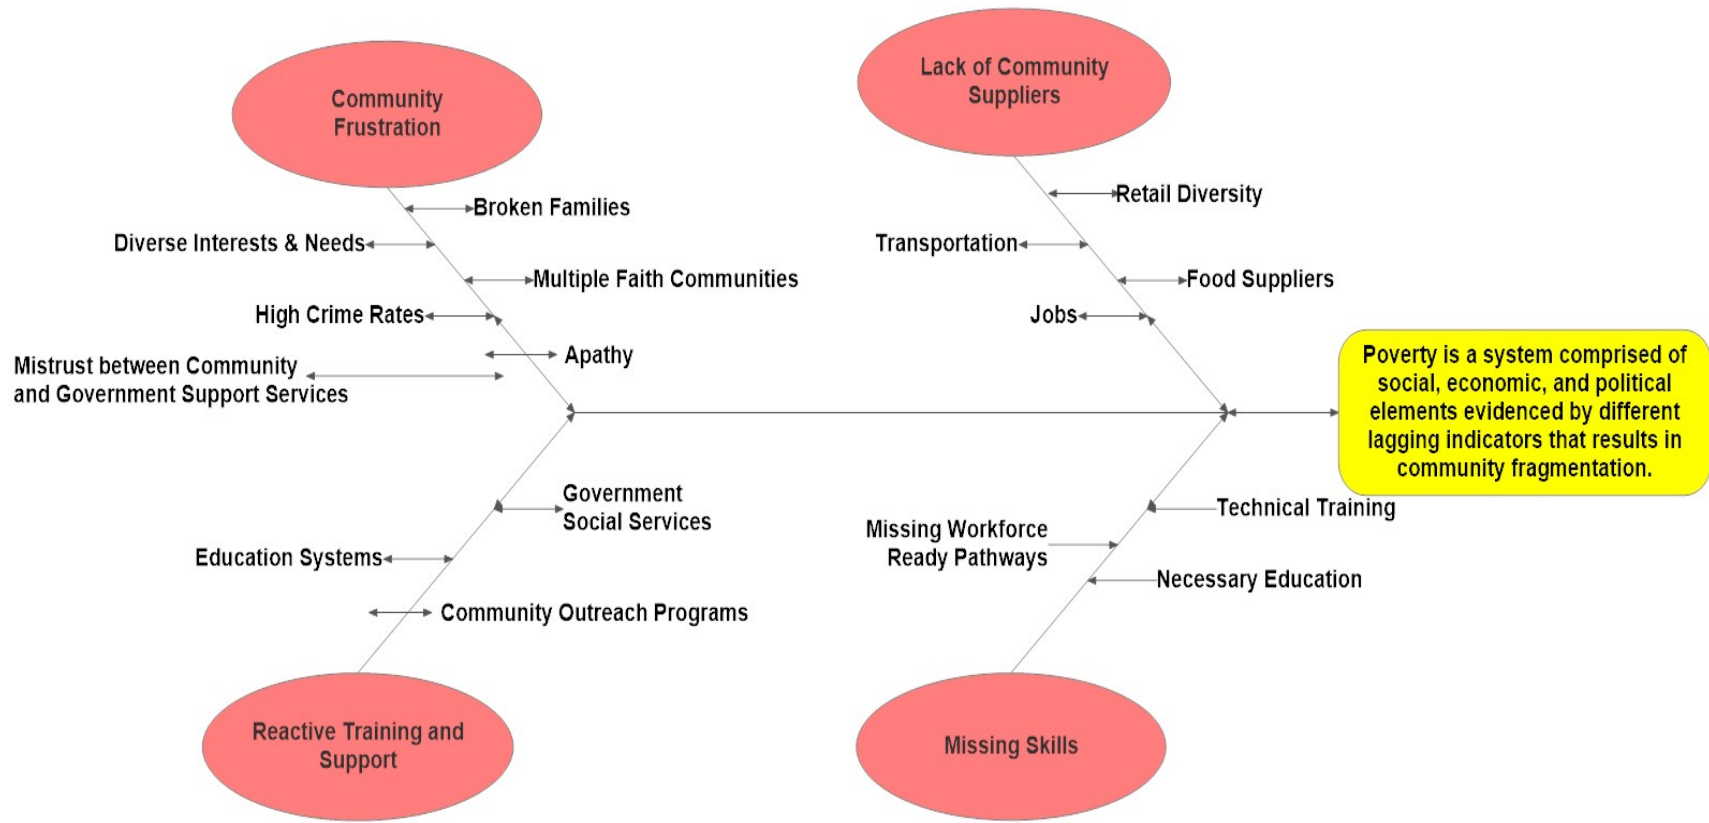 Community
Frustration
Lack of Community
Suppliers
Broken Families
Diverse Interests & Needs
Multiple Faith Communities
High Crime Rates
Apathy
Mistrust between Community
and Government Support Services
Retail Diversity
Transportation
Food Suppliers
Jobs
Poverty is a system comprised of
social, economic, and political
elements evidenced by different
lagging indicators that results in
community fragmentation.
Government
Social Services
Education Systems
Community Outreach Programs
Technical Training
Missing Workforce
Ready Pathways
Necessary Education
Reactive Training and
Support
Missing Skills